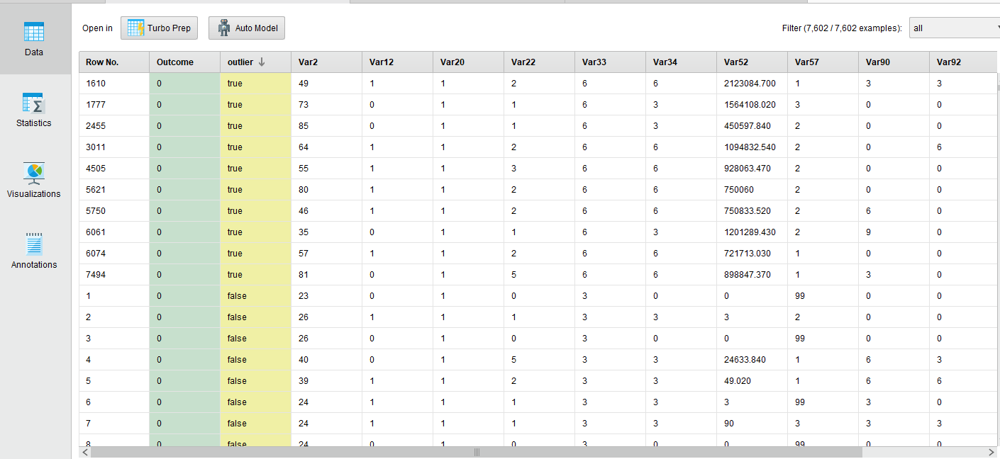 Open in Turbo Prep Auto Model Filter (7,602 / 7,602 examples): all
Data
Statistics
Visualizations
Annotations
Row No. Outcome outlier Var2 Var12 Var20 Var22 Var33 Var34 Var52 Var57 Var90 Var92
1610 0 true 49 1 1 2 6 6 2123084.700 1 3 3
1777 0 true 73 0 1 1 6 3 1564108.020 3 0 0
2455 0 true 85 0 1 1 6 3 450597.840 2 0 0
3011 0 true 64 1 1 2 6 6 1094832.540 2 0 6
4505 0 true 55 1 1 3 6 6 928063.470 2 0 0
5621 0 true 80 1 1 2 6 6 750060 2 0 0
5750 0 true 46 1 1 2 6 6 750833.520 2 6 0
6061 0 true 35 0 1 1 6 3 1201289.430 2 9 0
6074 0 true 57 1 1 2 6 6 721713.030 1 0 0
7494 0 true 81 0 1 5 6 6 898847.370 1 3 0
1 0 false 23 0 1 0 3 0 0 99 0 0
2 0 false 26 1 1 1 3 3 3 2 0 0
3 0 false 26 0 1 0 3 0 0 99 0 0
4 0 false 40 0 1 5 3 3 24633.840 1 6 3
5 0 false 39 1 1 2 3 3 49.020 1 6 6
6 0 false 24 1 1 1 3 3 3 99 3 0
7 0 false 24 1 1 1 3 3 90 3 3 3
8 0 false 24 0 1 0 3 0 0 99 0 0